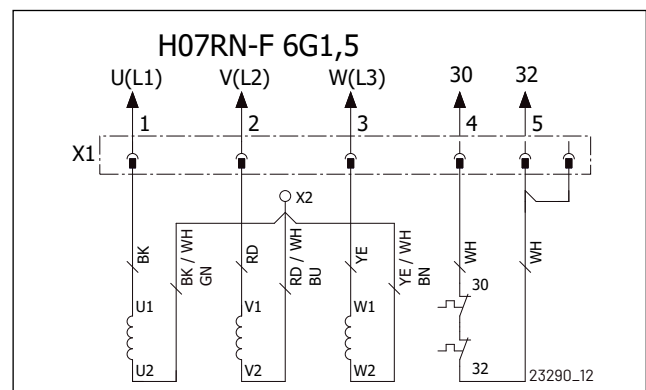 H07RN-F 6G1,5
U(L1) V(L2) W(L3) 30 32
1 2 3 4 5
X1
X2
BK BK / WH GN RD RD / WH BU YE YE / WH BN WH WH
30
U1 V1 W1
U2 V2 W2 32
23290_12